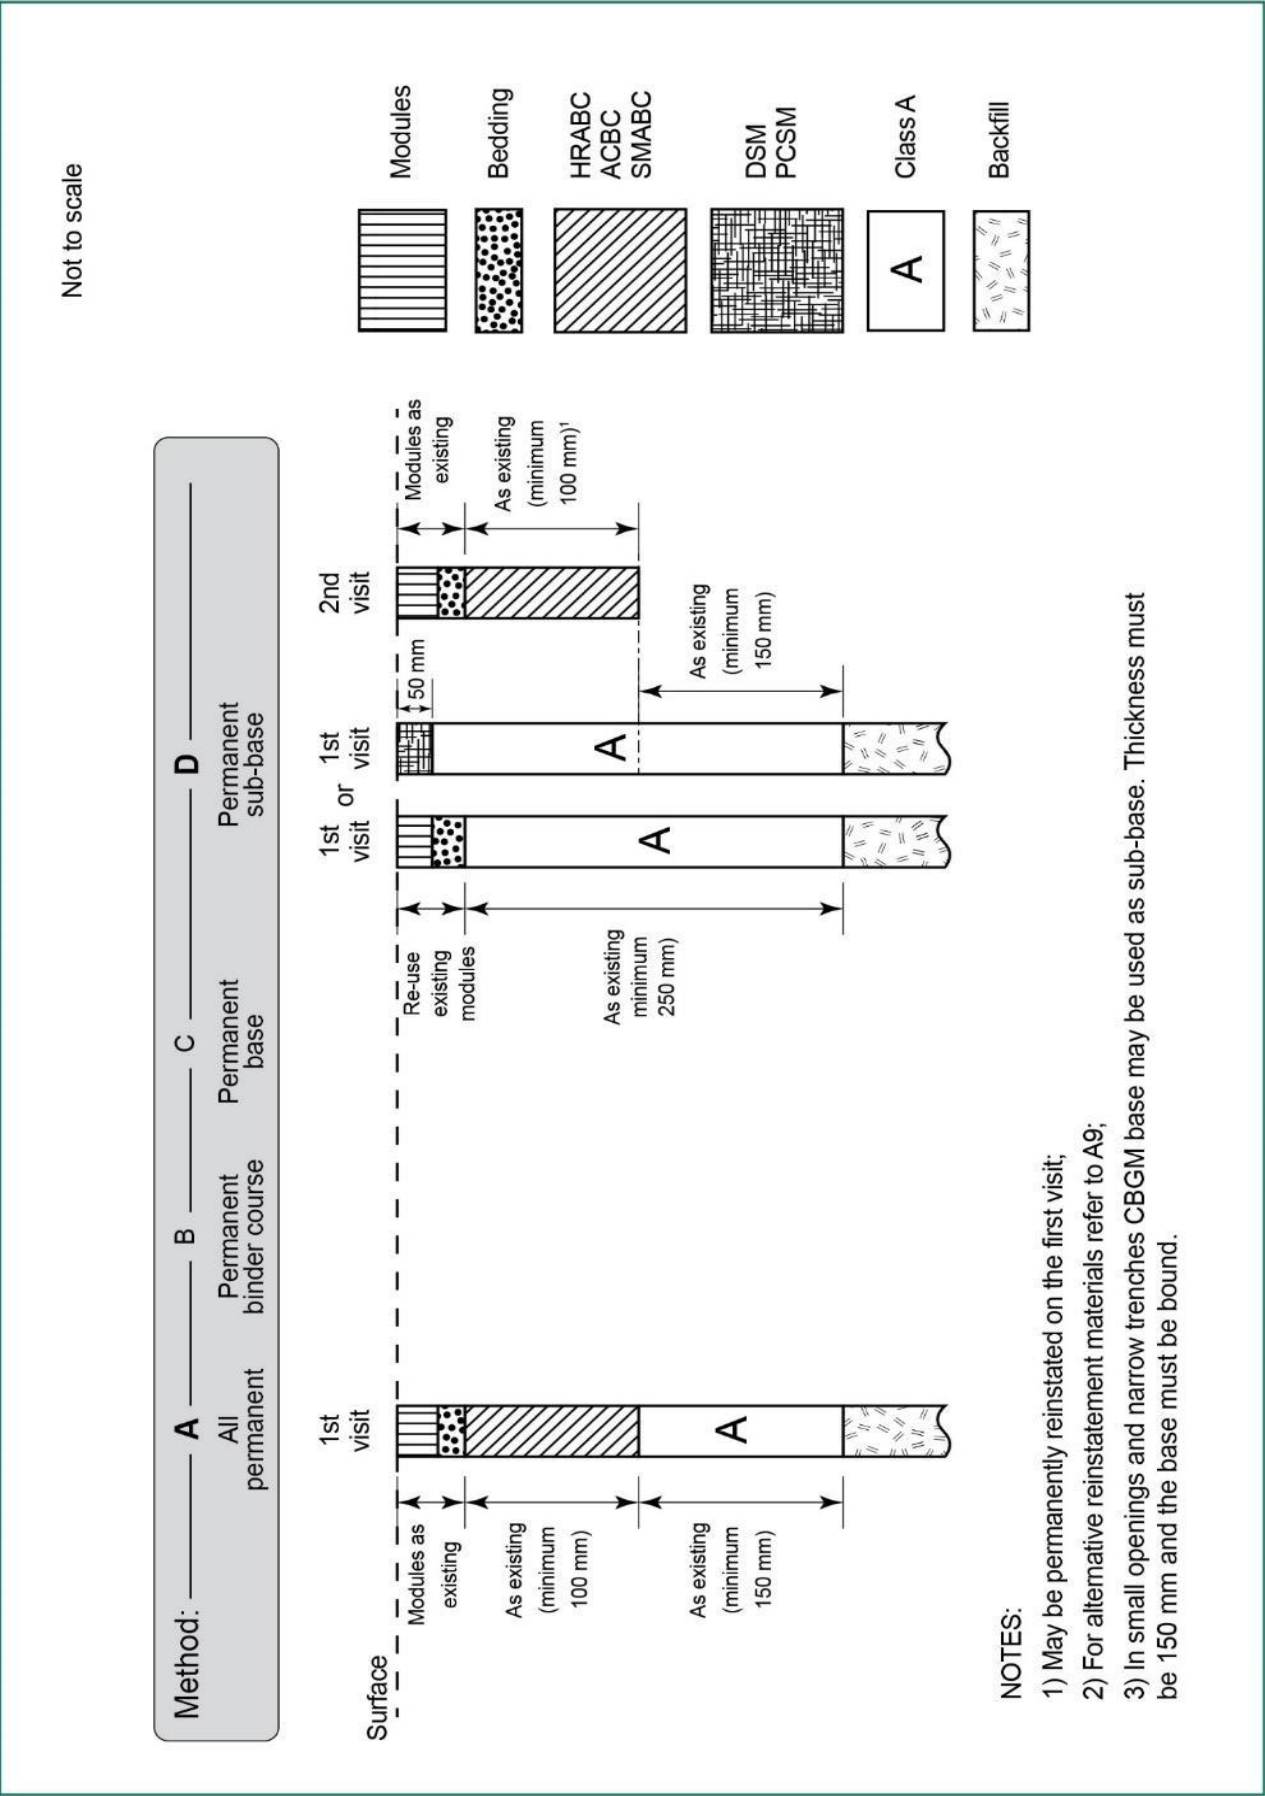 Not to scale
Method: A B C D
All
permanent
Permanent
binder course
Permanent
base
Permanent
sub-base
Surface
1st
visit
1st
visit
or
1st
visit
2nd
visit
Modules as
existing
As existing
(minimum
100 mm)
As existing
(minimum
150 mm)
A
Re-use
existing
modules
As existing
minimum
250 mm)
A
50 mm
A
As existing
(minimum
150 mm)
Modules as
existing
As existing
(minimum
100 mm)¹
Modules
Bedding
HRABC
ACBC
SMABC
DSM
PCSM
A
Class A
Backfill
NOTES:
1) May be permanently reinstated on the first visit;
2) For alternative reinstatement materials refer to A9;
3) In small openings and narrow trenches CBGM base may be used as sub-base. Thickness must
be 150 mm and the base must be bound.